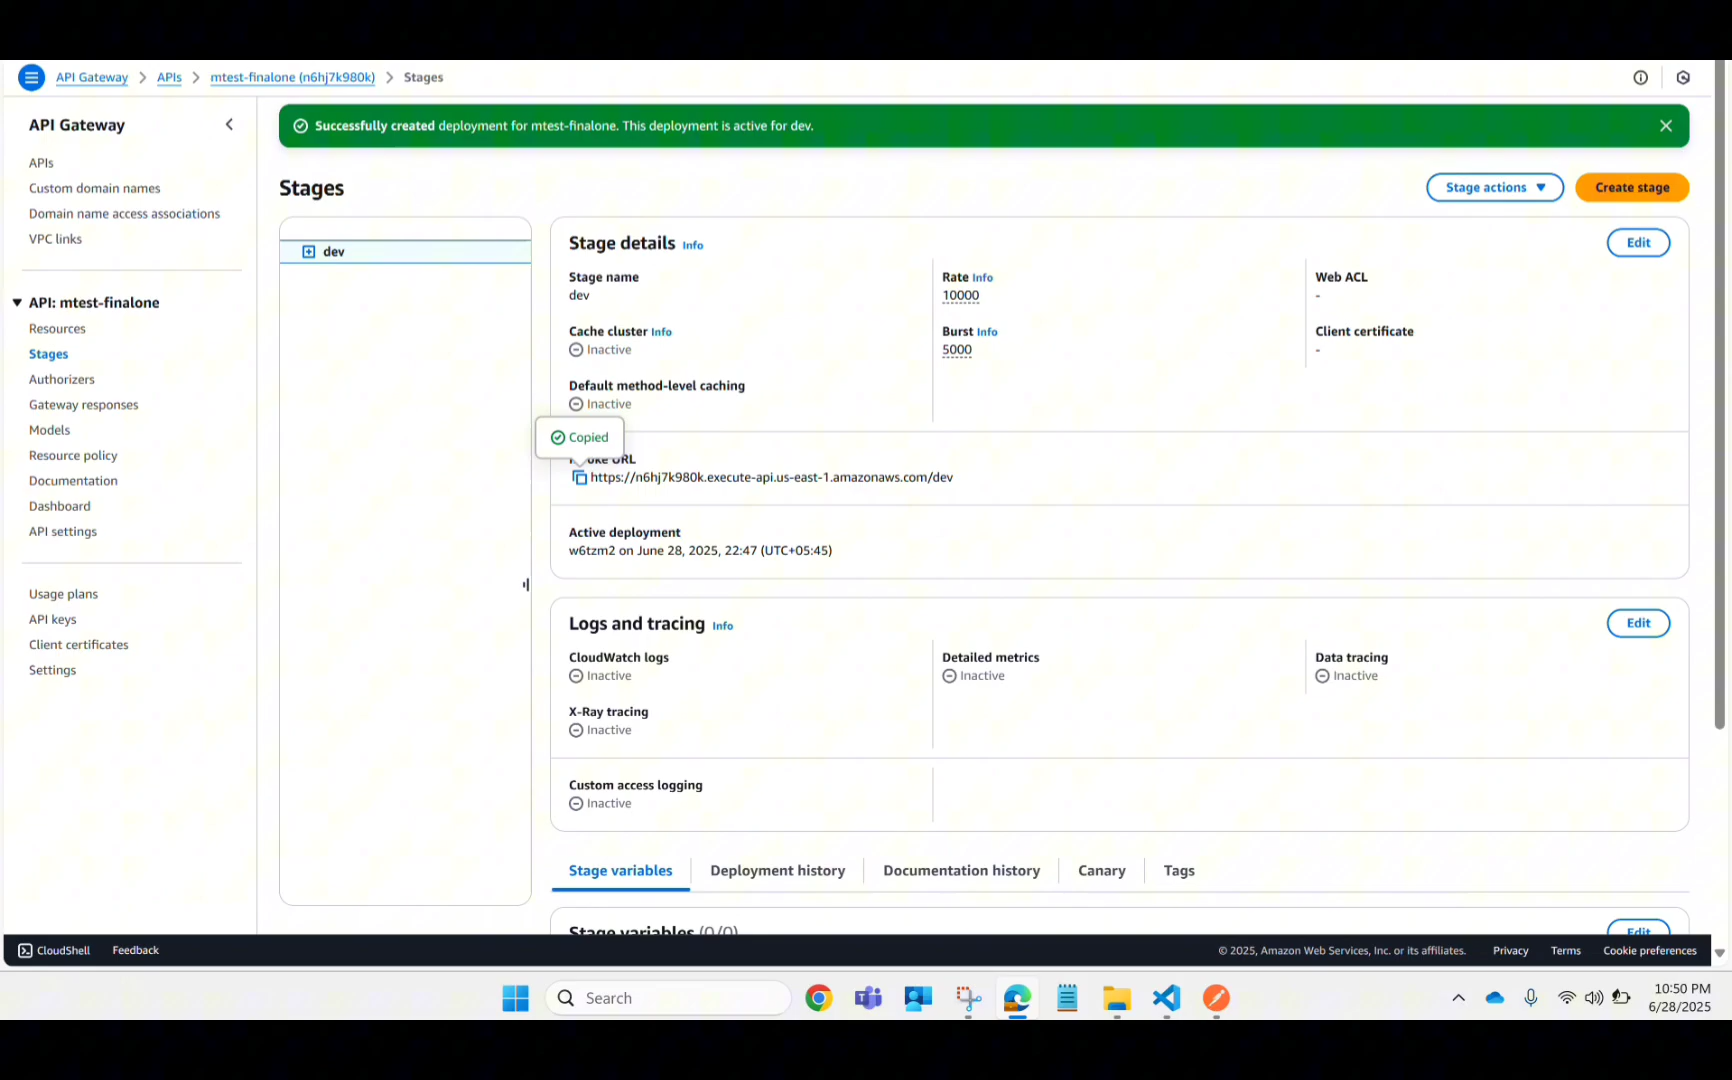 API Gateway > APIs > mtest-finalone (n6hj7k980k) > Stages
API Gateway
APIs
Custom domain names
Domain name access associations
VPC links
API: mtest-finalone
Resources
Stages
Authorizers
Gateway responses
Models
Resource policy
Documentation
Dashboard
API settings
Usage plans
API keys
Client certificates
Settings
Successfully created deployment for mtest-finalone. This deployment is active for dev.
Stages
Stage actions
Create stage
dev
Stage details Info
Edit
Stage name
dev
Rate Info
10000
Web ACL
-
Cache cluster Info
Inactive
Burst Info
5000
Client certificate
-
Default method-level caching
Inactive
Copied
URL
https://n6hj7k980k.execute-api.us-east-1.amazonaws.com/dev
Active deployment
w6tzm2 on June 28, 2025, 22:47 (UTC+05:45)
Logs and tracing Info
Edit
CloudWatch logs
Inactive
Detailed metrics
Inactive
Data tracing
Inactive
X-Ray tracing
Inactive
Custom access logging
Inactive
Stage variables
Deployment history
Documentation history
Canary
Tags
Stage variables (0/0)
Edit
CloudShell
Feedback
© 2025, Amazon Web Services, Inc. or its affiliates.
Privacy
Terms
Cookie preferences
Search
10:50 PM
6/28/2025